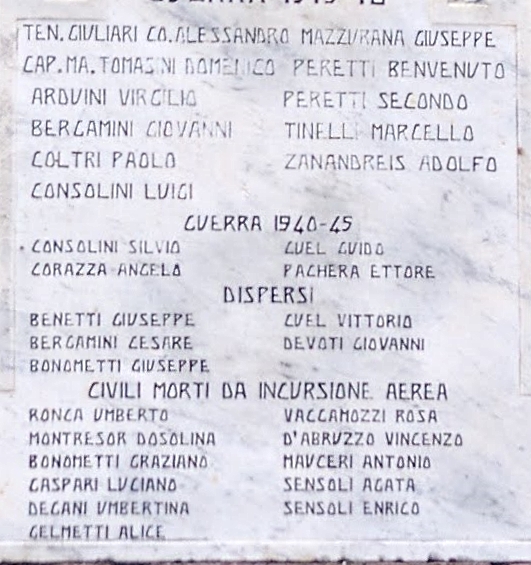 TEN. GIULIARI CO. ALESSANDRO MAZZURANA GIUSEPPE
CAP. MA. TOMASINI DOMENICO PERETTI BENVENUTO
ARDUINI VIRGILIO PERETTI SECONDO
BERGAMINI GIOVANNI TINELLI MARCELLO
COLTRI PAOLO ZANANDREIS ADOLFO
CONSOLINI LUIGI
GUERRA 1940-45
CONSOLINI SILVIO CUEL GUIDO
CORAZZA ANGELO PACHERA ETTORE
DISPERSI
BENETTI GIUSEPPE CUEL VITTORIO
BERGAMINI CESARE DEVOTI GIOVANNI
BONOMETTI GIUSEPPE
CIVILI MORTI DA INCURSIONE AEREA
RONCA UMBERTO VACCAMOZZI ROSA
MONTRESOR DOSOLINA D'ABRUZZO VINCENZO
BONOMETTI GRAZIANO MAUCERI ANTONIO
GASPARI LUCIANO SENSOLI AGATA
DEGANI UMBERTINA SENSOLI ENRICO
GELMETTI ALICE